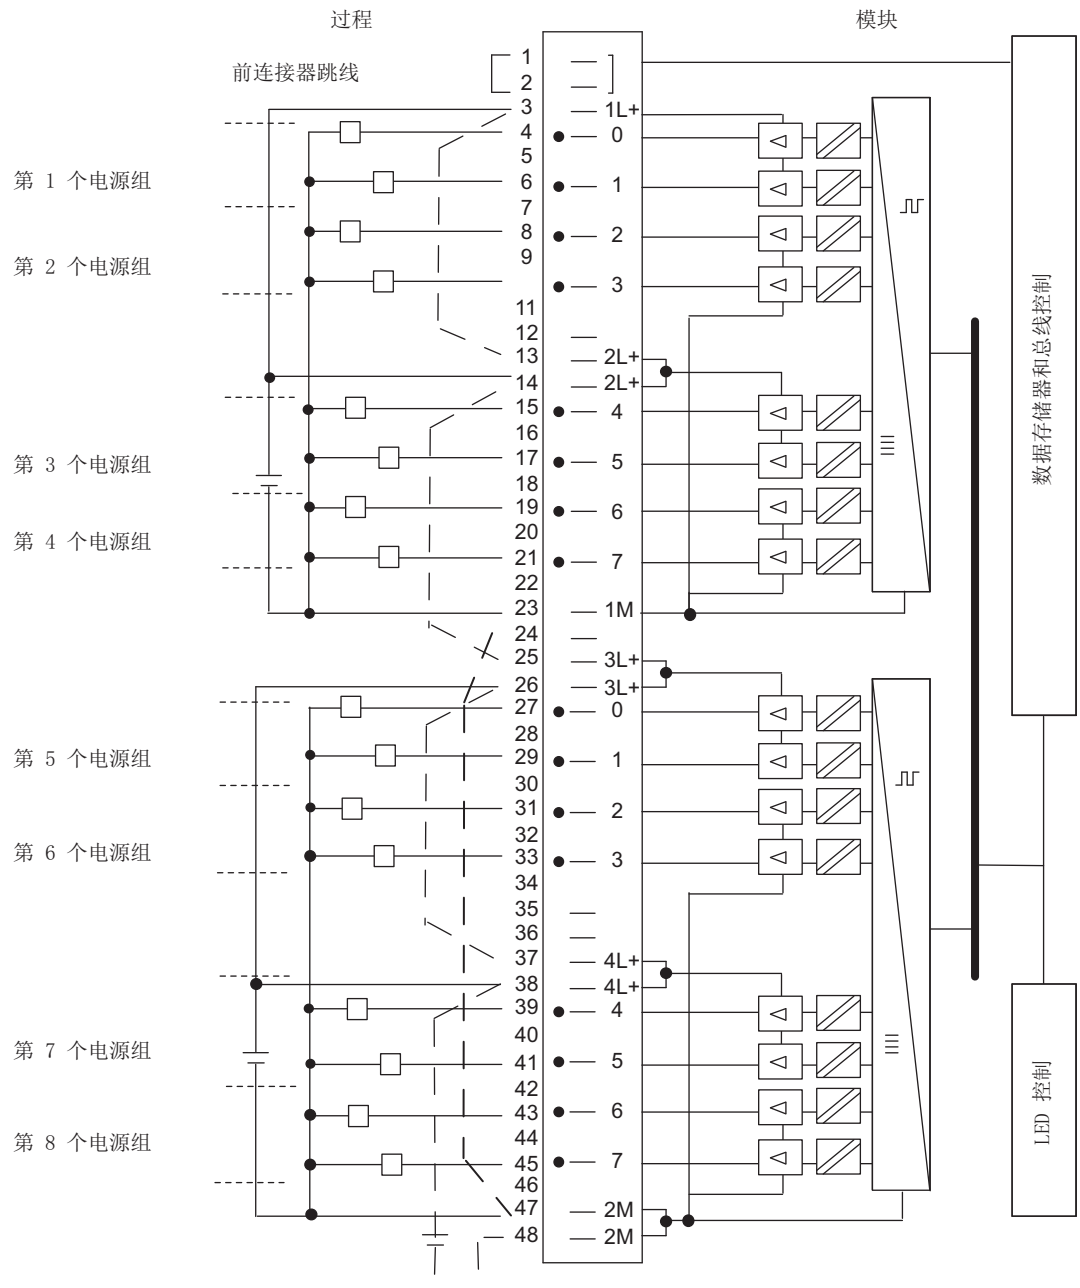 过程
模块
前连接器跳线
第 1 个电源组
第 2 个电源组
第 3 个电源组
第 4 个电源组
第 5 个电源组
第 6 个电源组
第 7 个电源组
第 8 个电源组
1
2
3 1L+
4 0
5
6 1
7
8 2
9
3
11
12
13 2L+
14 2L+
15 4
16
17 5
18
19 6
20
21 7
22
23 1M
24
25 3L+
26 3L+
27 0
28
29 1
30
31 2
32
33 3
34
35
36
37 4L+
38 4L+
39 4
40
41 5
42
43 6
44
45 7
46
47 2M
48 2M
数据存储器和总线控制
LED 控制